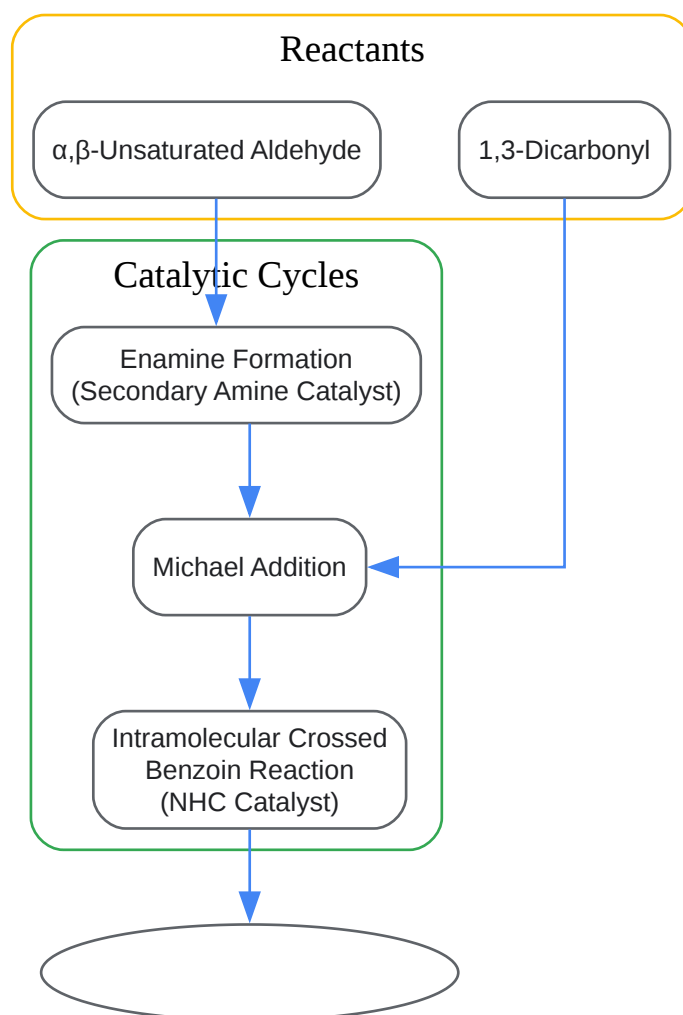 Reactants
α,β-Unsaturated Aldehyde
1,3-Dicarbonyl
Catalytic Cycles
Enamine Formation
(Secondary Amine Catalyst)
Michael Addition
Intramolecular Crossed
Benzoin Reaction
(NHC Catalyst)